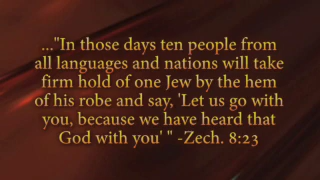 ..."In those days ten people from
all languages and nations will take
firm hold of one Jew by the hem
of his robe and say, 'Let us go with
you, because we have heard that
God with you' " -Zech. 8:23